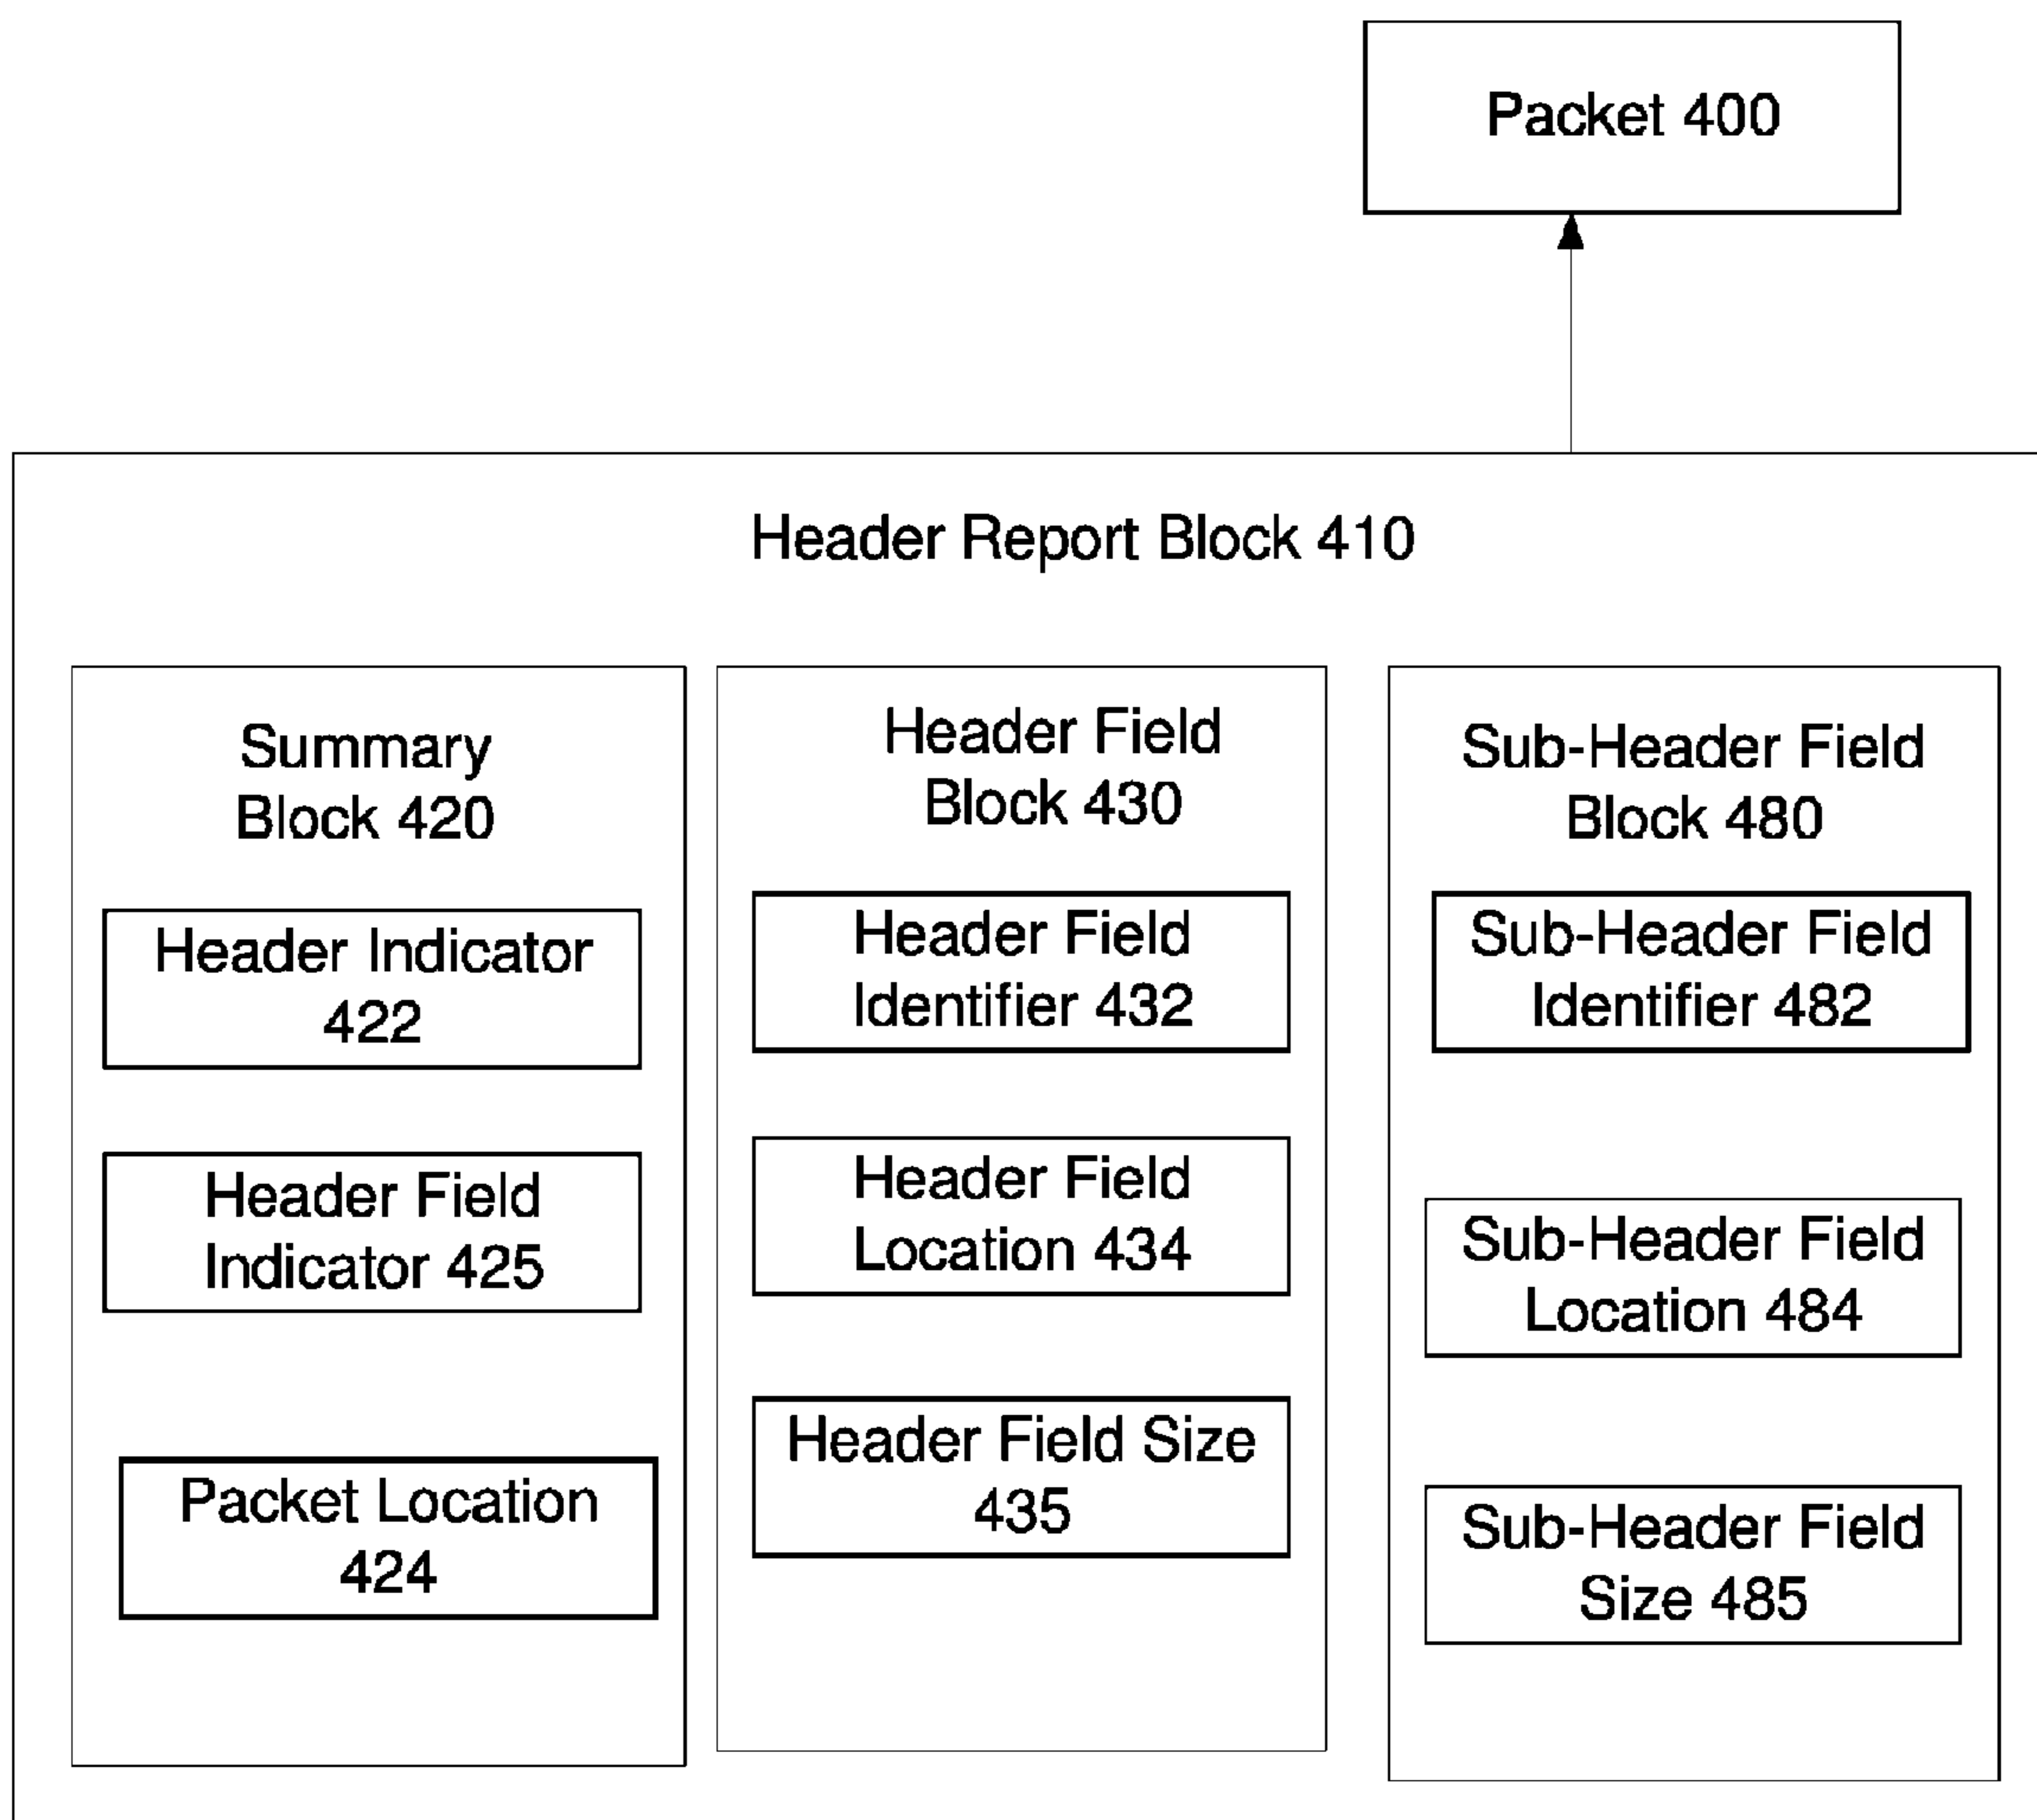 Packet 400
Header Report Block 410
Summary
Block 420
Header Indicator
422
Header Field
Indicator 425
Packet Location
424
Header Field
Block 430
Header Field
Identifier 432
Header Field
Location 434
Header Field Size
435
Sub-Header Field
Block 480
Sub-Header Field
Identifier 482
Sub-Header Field
Location 484
Sub-Header Field
Size 485